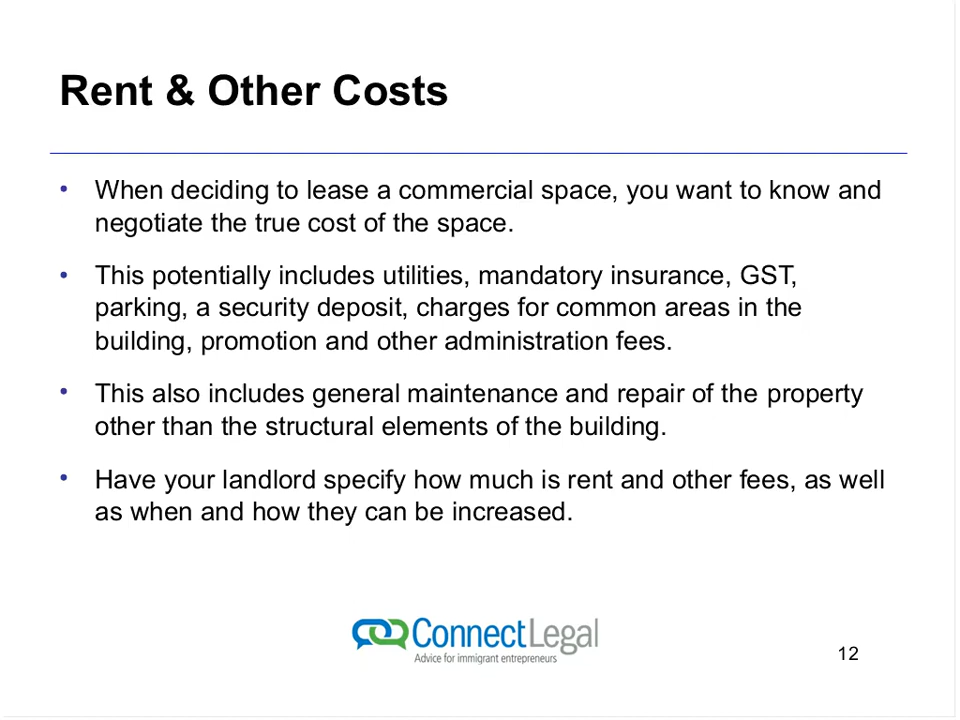 Rent & Other Costs
• When deciding to lease a commercial space, you want to know and
negotiate the true cost of the space.
• This potentially includes utilities, mandatory insurance, GST,
parking, a security deposit, charges for common areas in the
building, promotion and other administration fees.
• This also includes general maintenance and repair of the property
other than the structural elements of the building.
• Have your landlord specify how much is rent and other fees, as well
as when and how they can be increased.
ConnectLegal
Advice for immigrant entrepreneurs
12